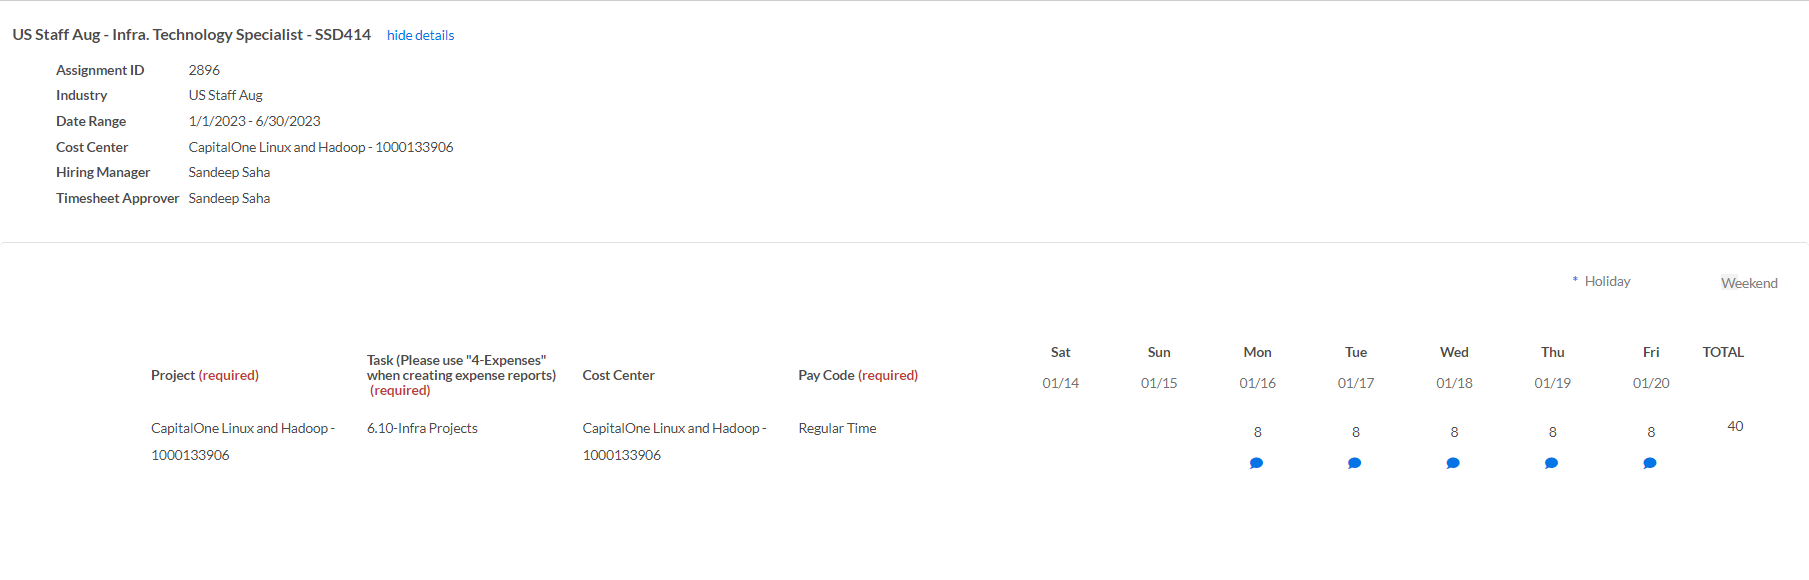 US Staff Aug - Infra. Technology Specialist - SSD414 hide details
Assignment ID 2896
Industry US Staff Aug
Date Range 1/1/2023 - 6/30/2023
Cost Center CapitalOne Linux and Hadoop - 1000133906
Hiring Manager Sandeep Saha
Timesheet Approver Sandeep Saha
* Holiday Weekend
Sat Sun Mon Tue Wed Thu Fri TOTAL
01/14 01/15 01/16 01/17 01/18 01/19 01/20
Project (required)
Task (Please use "4-Expenses"
when creating expense reports)
(required)
Cost Center
Pay Code (required)
CapitalOne Linux and Hadoop -
1000133906
6.10-Infra Projects
CapitalOne Linux and Hadoop -
1000133906
Regular Time
8 8 8 8 8 40